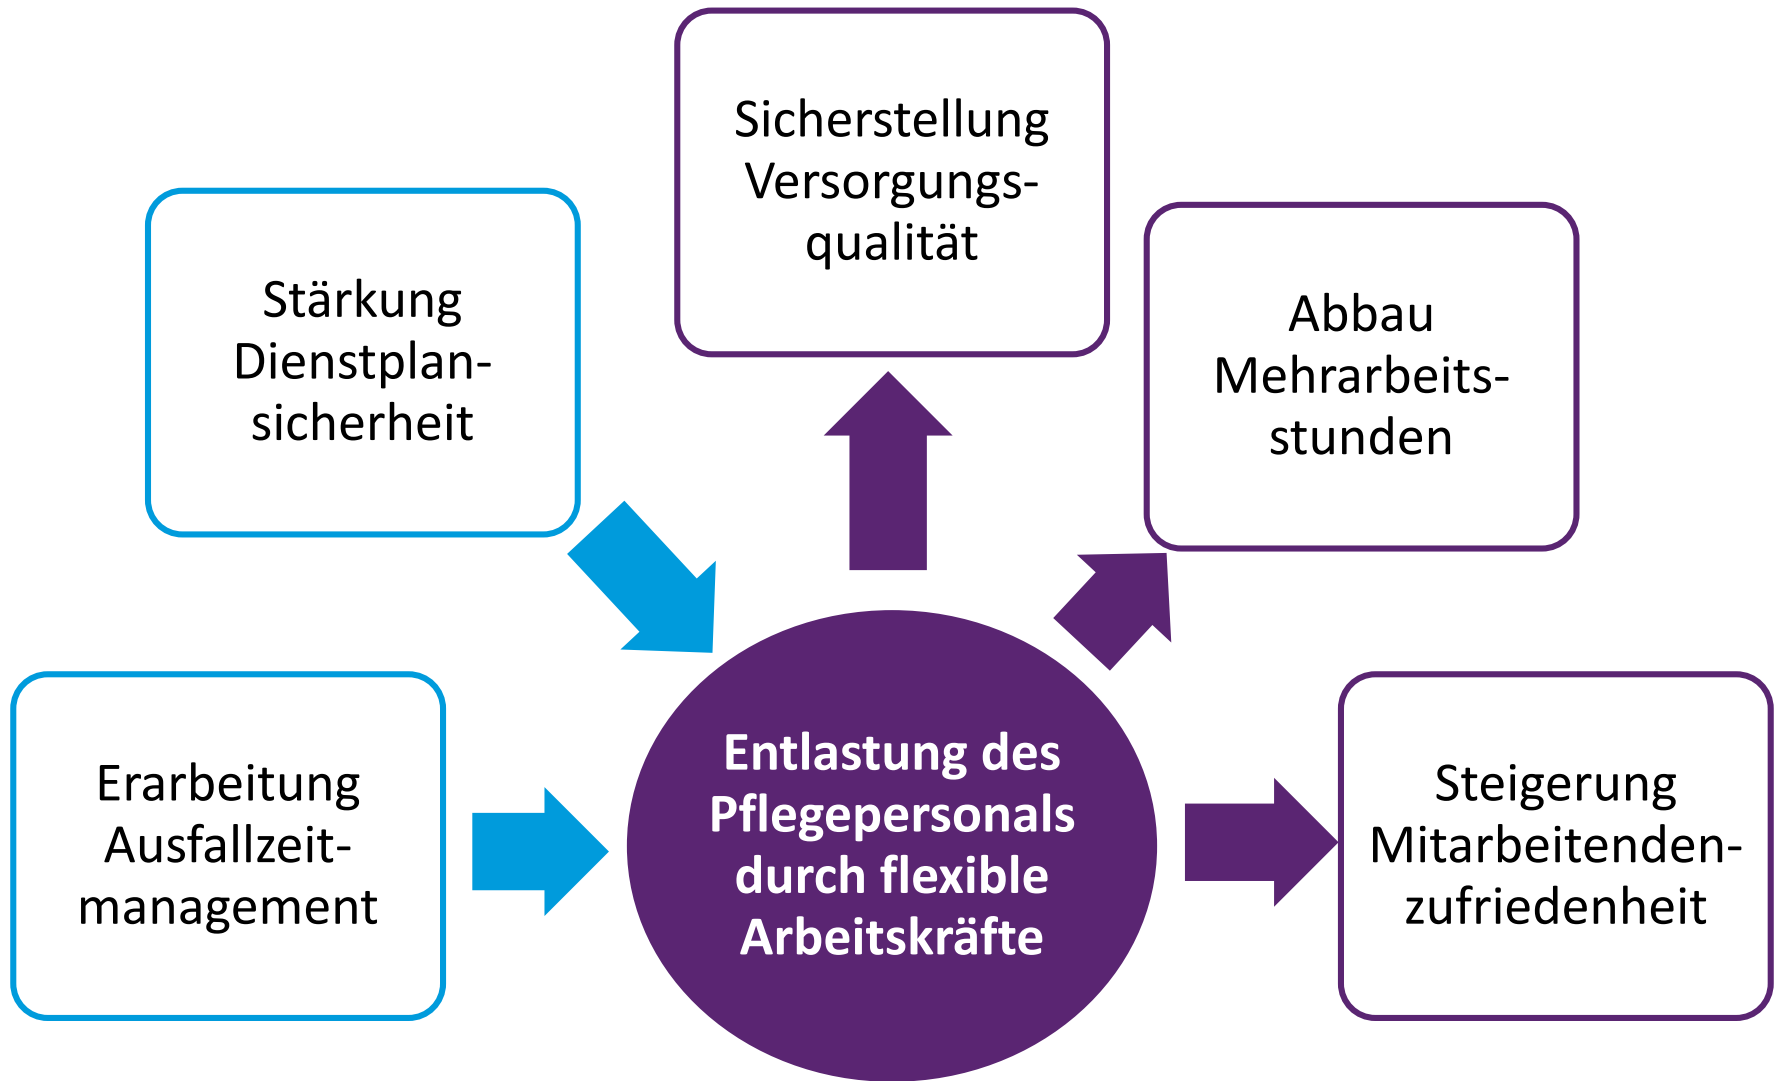 Sicherstellung
Versorgungs-
qualität
Stärkung
Dienstplan-
sicherheit
Abbau
Mehrarbeits-
stunden
Erarbeitung
Ausfallzeit-
management
Entlastung des
Pflegepersonals
durch flexible
Arbeitskräfte
Steigerung
Mitarbeitenden-
zufriedenheit